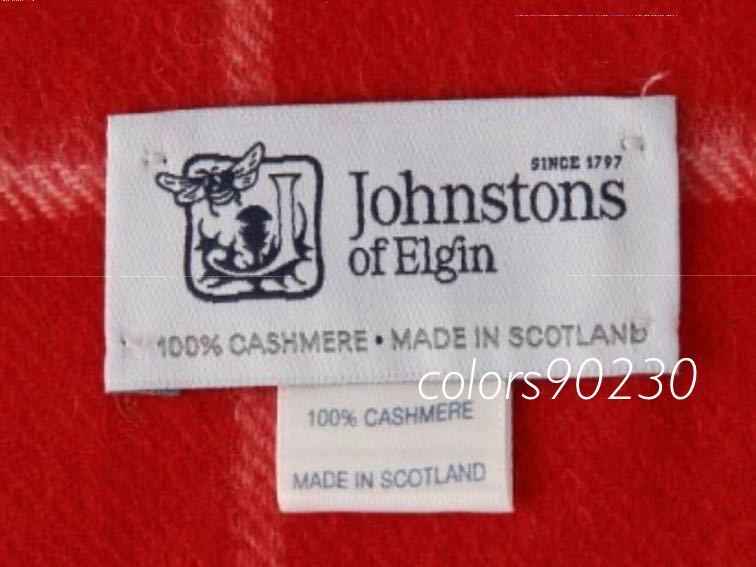 SINCE 1797
Johnstons
of Elgin
100% CASHMERE • MADE IN SCOTLAND
colors90230
100% CASHMERE
MADE IN SCOTLAND